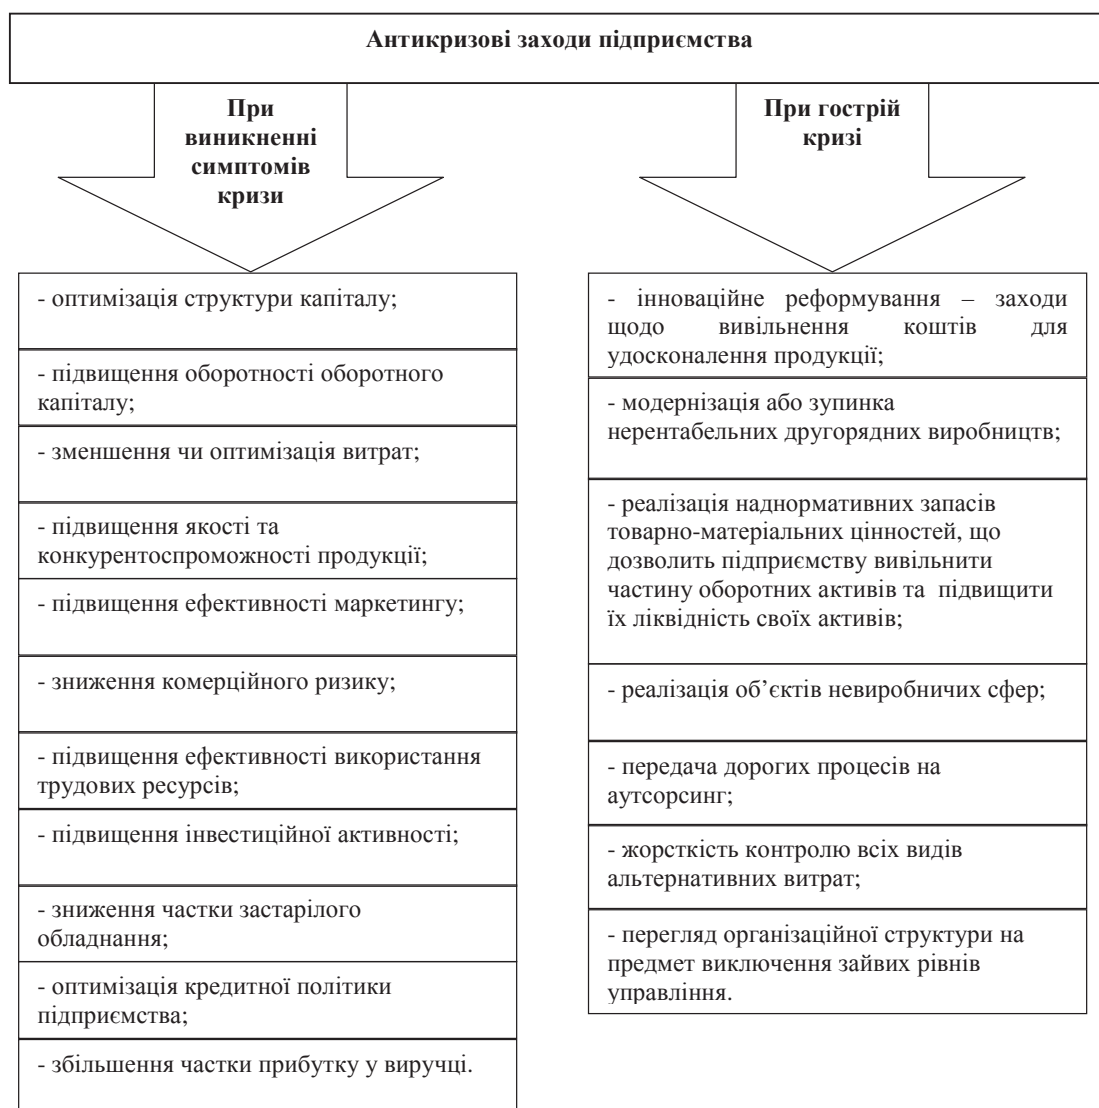 Антикризові заходи підприємства
При
виникненні
симптомів
кризи
- оптимізація структури капіталу;
- підвищення оборотності оборотного
капіталу;
- зменшення чи оптимізація витрат;
- підвищення якості та
конкурентоспроможності продукції;
- підвищення ефективності маркетингу;
- зниження комерційного ризику;
- підвищення ефективності використання
трудових ресурсів;
- підвищення інвестиційної активності;
- зниження частки застарілого
обладнання;
- оптимізація кредитної політики
підприємства;
- збільшення частки прибутку у виручці.
При гострій
кризі
- інноваційне реформування – заходи
щодо вивільнення коштів для
удосконалення продукції;
- модернізація або зупинка
нерентабельних другорядних виробництв;
- реалізація наднормативних запасів
товарно-матеріальних цінностей, що
дозволить підприємству вивільнити
частину оборотних активів та підвищити
їх ліквідність своїх активів;
- реалізація об’єктів невиробничих сфер;
- передача дорогих процесів на
аутсорсинг;
- жорсткість контролю всіх видів
альтернативних витрат;
- перегляд організаційної структури на
предмет виключення зайвих рівнів
управління.